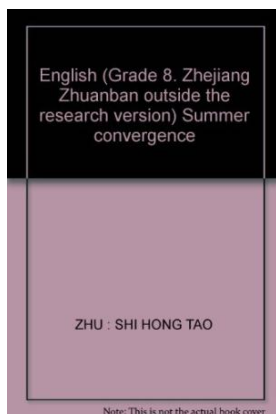 English (Grade 8. Zhejiang
Zhuanban outside the
research version) Summer
convergence
ZHU : SHI HONG TAO
Note: This is not the actual book cover